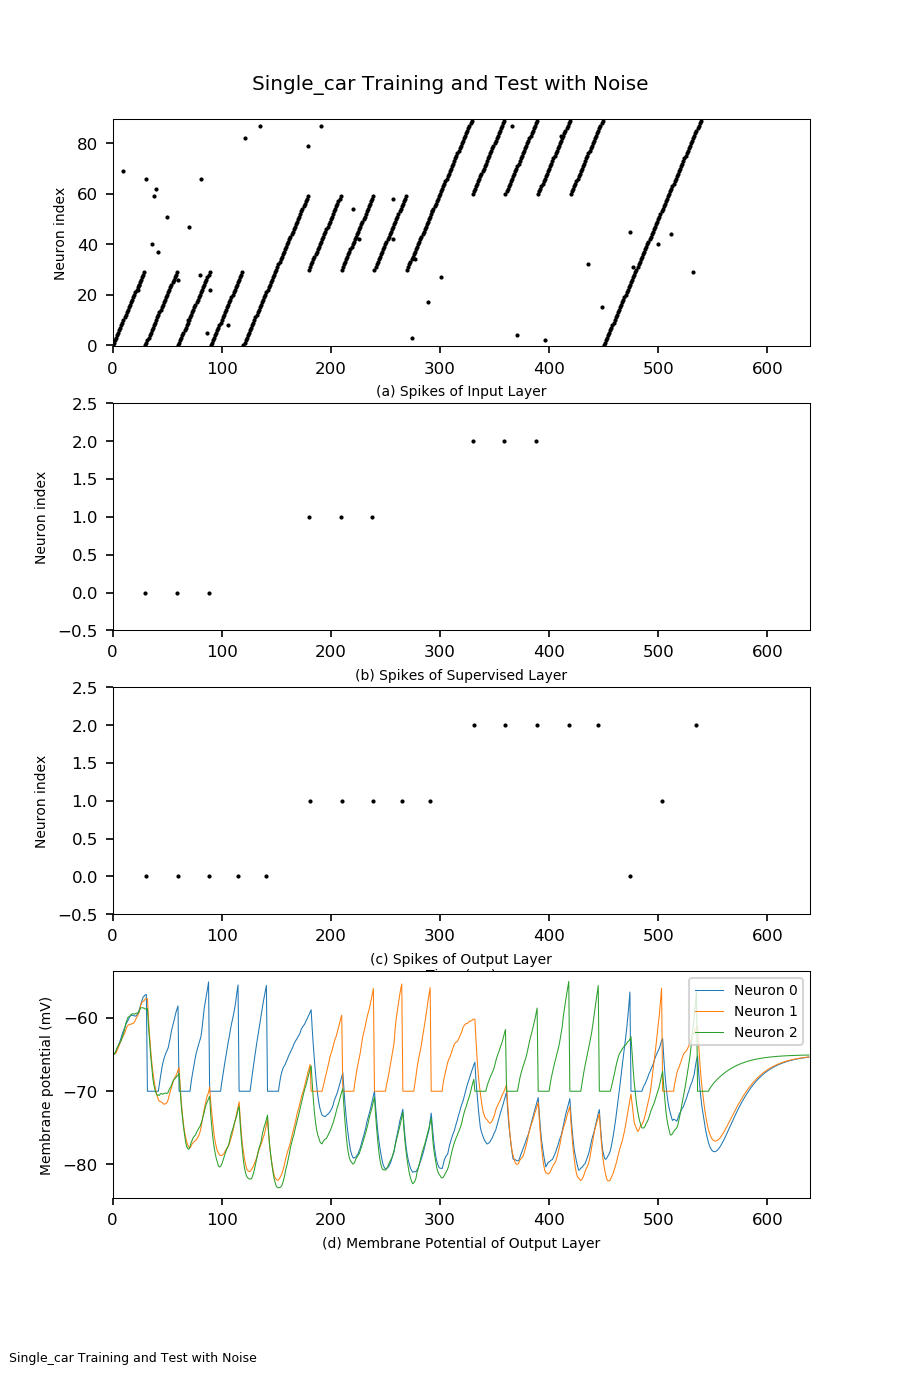 Single_car Training and Test with Noise
80
60
40
20
0
Neuron index
0 100 200 300 400 500 600
(a) Spikes of Input Layer
2.5
2.0
1.5
1.0
0.5
0.0
−0.5
Neuron index
0 100 200 300 400 500 600
(b) Spikes of Supervised Layer
2.5
2.0
1.5
1.0
0.5
0.0
−0.5
Neuron index
0 100 200 300 400 500 600
(c) Spikes of Output Layer
−60
−70
−80
Membrane potential (mV)
Neuron 0
Neuron 1
Neuron 2
0 100 200 300 400 500 600
(d) Membrane Potential of Output Layer
Single_car Training and Test with Noise